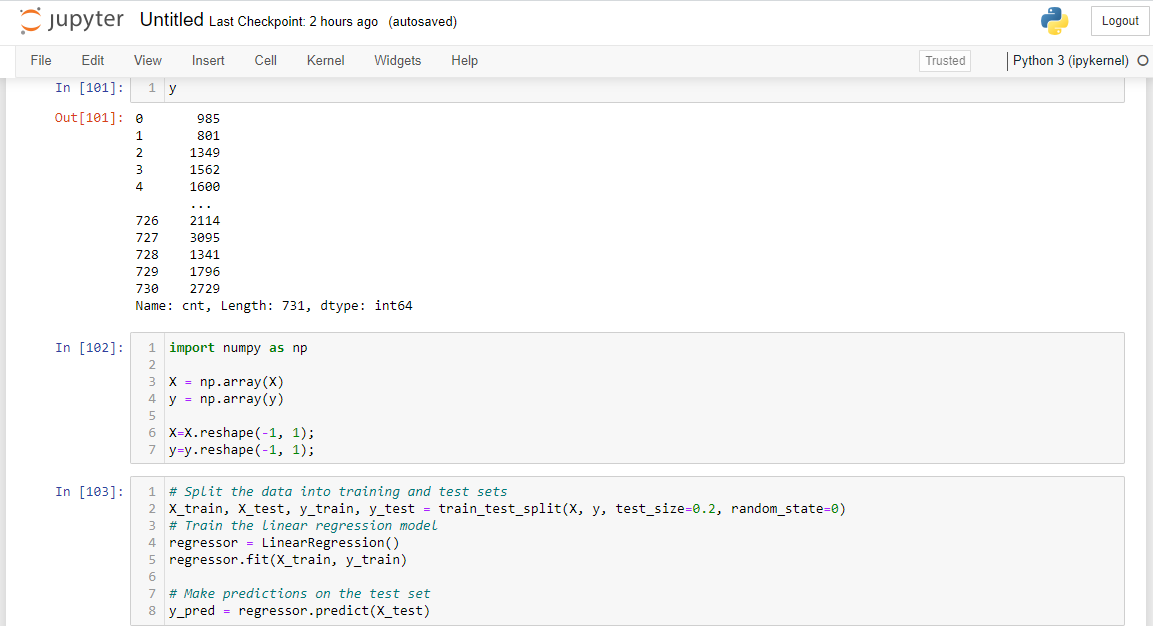 jupyter Untitled Last Checkpoint: 2 hours ago (autosaved) Logout
File Edit View Insert Cell Kernel Widgets Help Trusted Python 3 (ipykernel)
In [101]: 1 y
Out[101]: 0 985
1 801
2 1349
3 1562
4 1600
...
726 2114
727 3095
728 1341
729 1796
730 2729
Name: cnt, Length: 731, dtype: int64
In [102]: 1 import numpy as np
2
3 X = np.array(X)
4 y = np.array(y)
5
6 X=X.reshape(-1, 1);
7 y=y.reshape(-1, 1);
In [103]: 1 # Split the data into training and test sets
2 X_train, X_test, y_train, y_test = train_test_split(X, y, test_size=0.2, random_state=0)
3 # Train the linear regression model
4 regressor = LinearRegression()
5 regressor.fit(X_train, y_train)
6
7 # Make predictions on the test set
8 y_pred = regressor.predict(X_test)